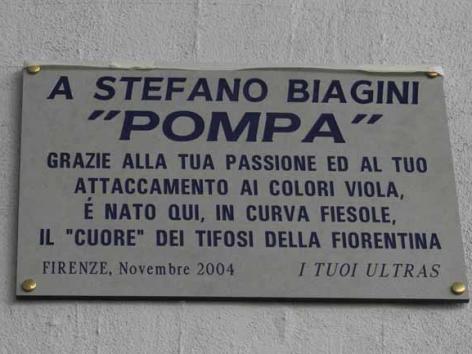 A STEFANO BIAGINI
"POMPA"
GRAZIE ALLA TUA PASSIONE ED AL TUO
ATTACCAMENTO AI COLORI VIOLA,
É NATO QUI, IN CURVA FIESOLE,
IL "CUORE" DEI TIFOSI DELLA FIORENTINA
FIRENZE, Novembre 2004 I TUOI ULTRAS